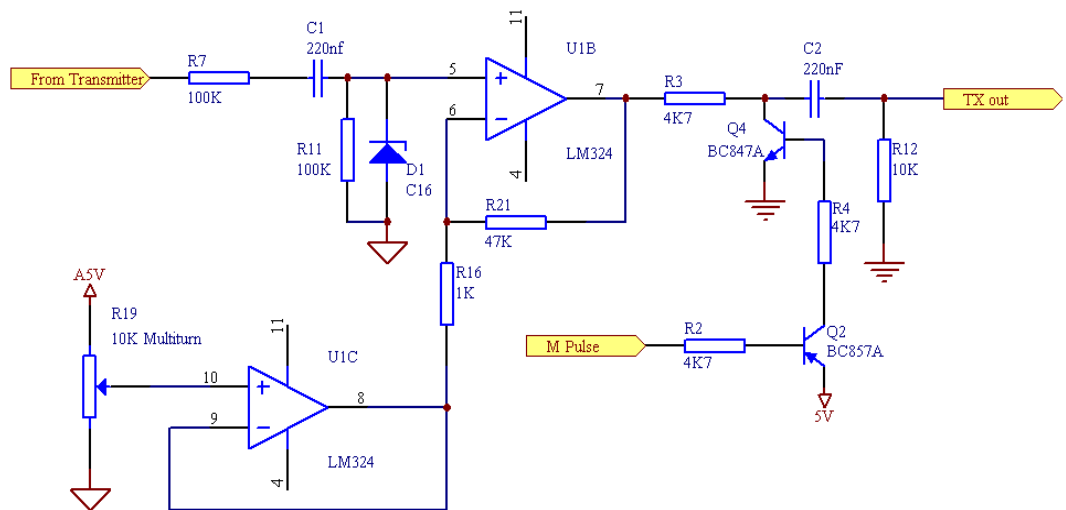 11
C1
220nf
U1B
C2
220nF
R7
From Transmitter
100K
5
7
R3
TX out
6
4K7
Q4
BC847A
R11
100K
D1
C16
LM324
4
R12
10K
R21
47K
R4
4K7
A5V
R16
1K
R19
10K Multiturn
11
U1C
M Pulse
R2
4K7
Q2
BC857A
10
8
9
5V
LM324
4